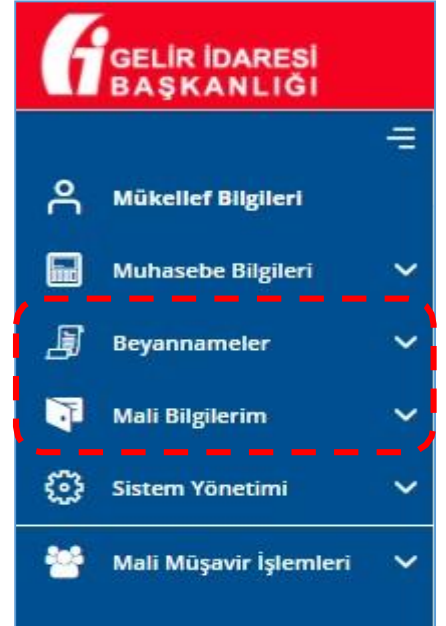 GELİR İDARESİ
BAŞKANLIĞI
Mükellef Bilgileri
Muhasebe Bilgileri
Beyannameler
Mali Bilgilerim
Sistem Yönetimi
Mali Müşavir İşlemleri